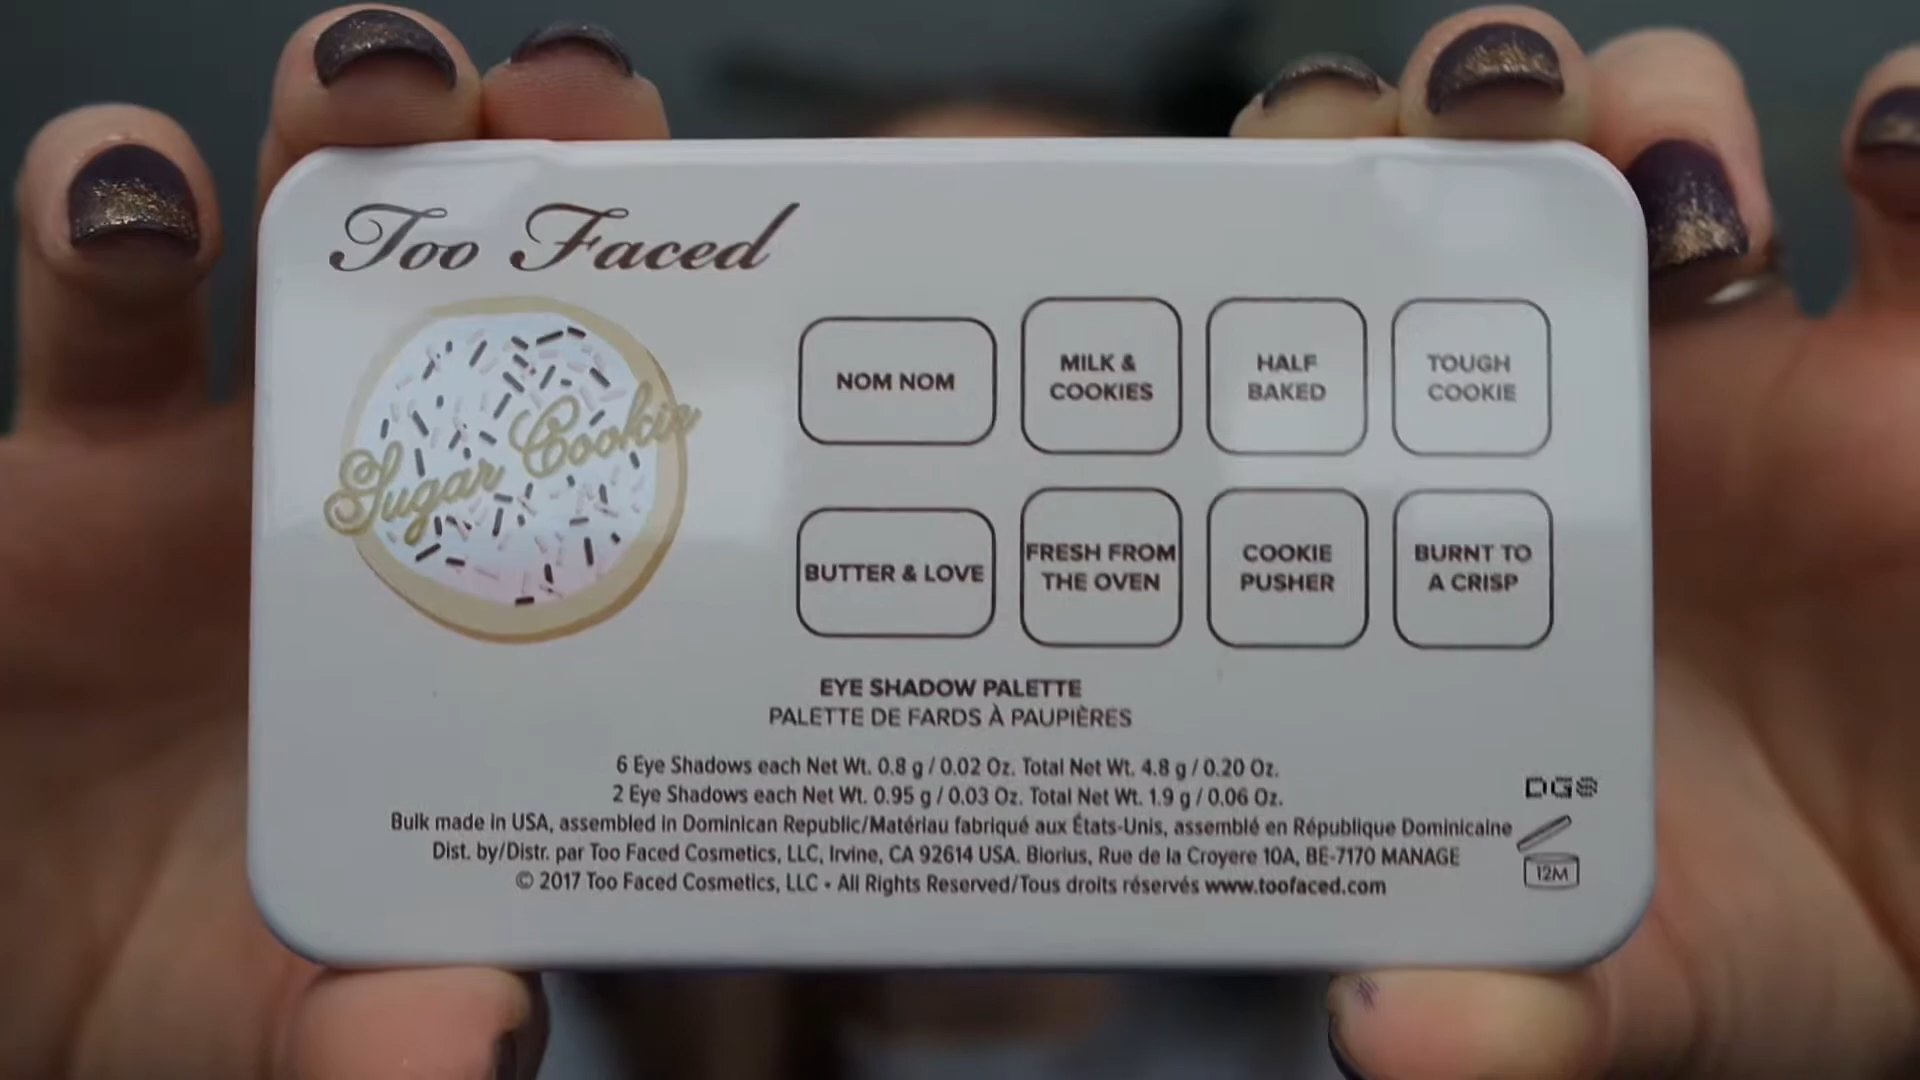 Too Faced
Sugar Cookie
NOM NOM
MILK &
COOKIES
HALF
BAKED
TOUGH
COOKIE
BUTTER & LOVE
FRESH FROM
THE OVEN
COOKIE
PUSHER
BURNT TO
A CRISP
EYE SHADOW PALETTE
PALETTE DE FARDS À PAUPIÈRES
6 Eye Shadows each Net Wt. 0.8 g / 0.02 Oz. Total Net Wt. 4.8 g / 0.20 Oz.
2 Eye Shadows each Net Wt. 0.95 g / 0.03 Oz. Total Net Wt. 1.9 g / 0.06 Oz.
Bulk made in USA, assembled in Dominican Republic/Matériau fabriqué aux États-Unis, assemblé en République Dominicaine
Dist. by/Distr. par Too Faced Cosmetics, LLC, Irvine, CA 92614 USA. Biorius, Rue de la Croyere 10A, BE-7170 MANAGE
© 2017 Too Faced Cosmetics, LLC • All Rights Reserved/Tous droits réservés www.toofaced.com
12M